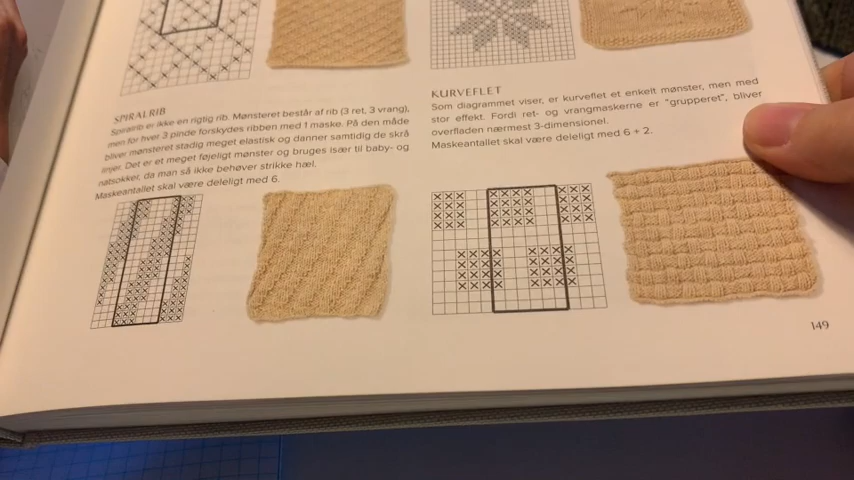 SPIRALRIB
Spiralrib er ikke en rigtig rib. Mønsteret består af rib (3 ret, 3 vrang),
men for hver 3 pinde forskydes ribben med 1 maske. På den måde
bliver mønsteret stadig meget elastisk og danner samtidig de skrå
linjer. Det er et meget føjeligt mønster og bruges især til baby- og
natsokker, da man så ikke behøver strikke hæl.
Maskeantallet skal være deleligt med 6.
KURVEFLET
Som diagrammet viser, er kurveflet et enkelt mønster, men med
stor effekt. Fordi ret- og vrangmaskerne er "grupperet", bliver
overfladen nærmest 3-dimensionel.
Maskeantallet skal være deleligt med 6 + 2.
149